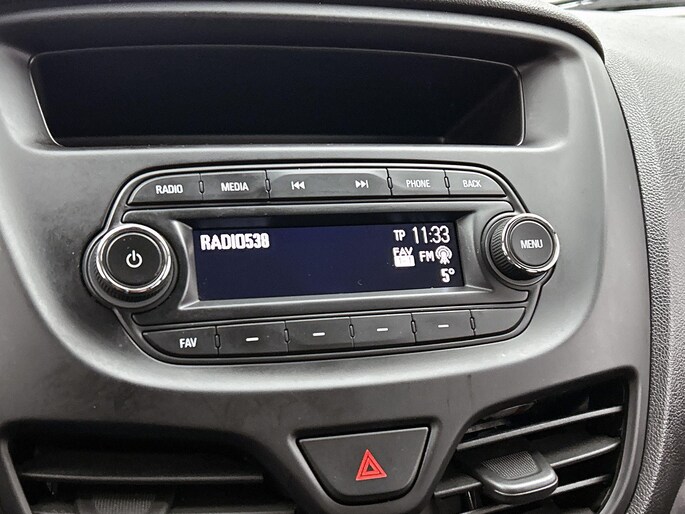 RADIO MEDIA PHONE BACK
RADIO538 TP 11:33
FAV FM
5°
MENU
FAV